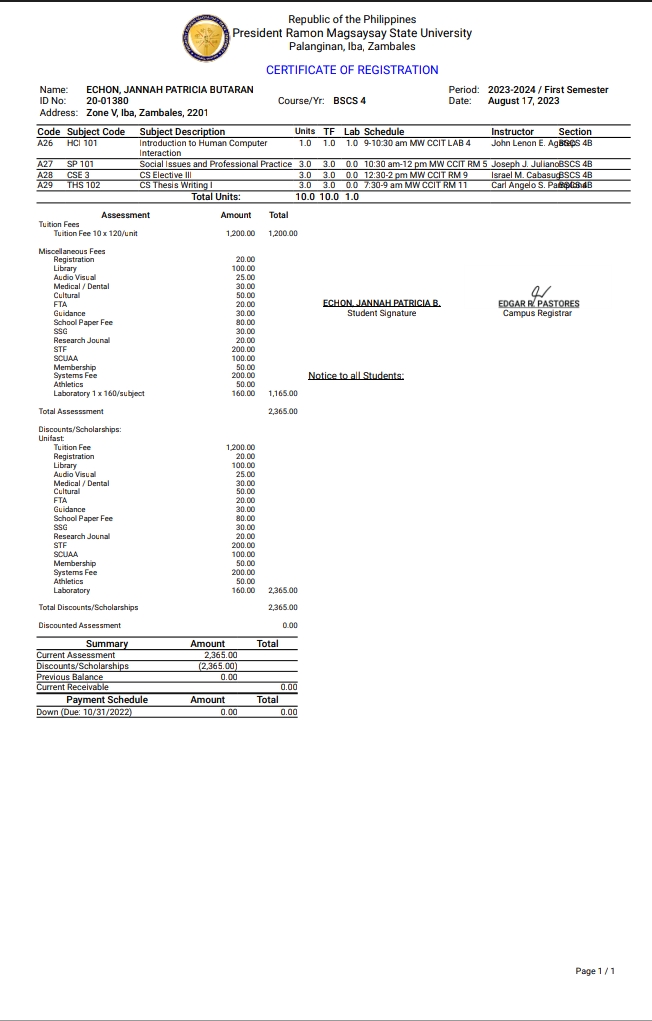 Republic of the Philippines
President Ramon Magsaysay State University
Palanginan, Iba, Zambales
CERTIFICATE OF REGISTRATION
Name: ECHON, JANNAH PATRICIA BUTARAN Period: 2023-2024 / First Semester
ID No: 20-01380 Course/Yr: BSCS 4 Date: August 17, 2023
Address: Zone V, Iba, Zambales, 2201
Code Subject Code Subject Description Units TF Lab Schedule Instructor Section
A26 HCI 101 Introduction to Human Computer 1.0 1.0 1.0 9-10:30 am MW CCIT LAB 4 John Lenon E. BSCS 4B
Interaction
A27 SP 101 Social Issues and Professional Practice 3.0 3.0 0.0 10:30 am-12 pm MW CCIT RM 5 Joseph J. Juliano BSCS 4B
A28 CSE 3 CS Elective III 3.0 3.0 0.0 12:30-2 pm MW CCIT RM 9 Israel M. Cabasug BSCS 4B
A29 THS 102 CS Thesis Writing I 3.0 3.0 0.0 7:30-9 am MW CCIT RM 11 Carl Angelo S. BSCS 4B
Total Units: 10.0 10.0 1.0
Assessment Amount Total
Tuition Fees
Tuition Fee 10 x 120/unit 1,200.00 1,200.00
Miscellaneous Fees
Registration 20.00
Library 100.00
Audio Visual 25.00
Medical / Dental 30.00
Cultural 50.00
FTA 20.00
Guidance 30.00
School Paper Fee 80.00
SSG 30.00
Research Jounal 20.00
STF 200.00
SCUAA 100.00
Membership 50.00
Systems Fee 200.00
Athletics 50.00
Laboratory 1 x 160/subject 160.00 1,165.00
Total Assesssment 2,365.00
ECHON, JANNAH PATRICIA B.
Student Signature
EDGAR R. PASTORES
Campus Registrar
Notice to all Students:
Discounts/Scholarships:
Unifast:
Tuition Fee 1,200.00
Registration 20.00
Library 100.00
Audio Visual 25.00
Medical / Dental 30.00
Cultural 50.00
FTA 20.00
Guidance 30.00
School Paper Fee 80.00
SSG 30.00
Research Jounal 20.00
STF 200.00
SCUAA 100.00
Membership 50.00
Systems Fee 200.00
Athletics 50.00
Laboratory 160.00 2,365.00
Total Discounts/Scholarships 2,365.00
Discounted Assessment 0.00
Summary Amount Total
Current Assessment 2,365.00
Discounts/Scholarships (2,365.00)
Previous Balance 0.00
Current Receivable 0.00
Payment Schedule Amount Total
Down (Due: 10/31/2022) 0.00 0.00
Page 1 / 1